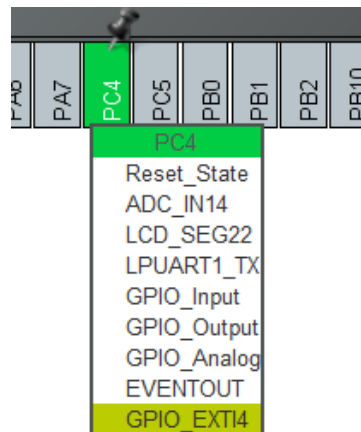 PA6
PA7
PC4
PC5
PB0
PB1
PB2
PB10
PC4
Reset_State
ADC_IN14
LCD_SEG22
LPUART1_TX
GPIO_Input
GPIO_Output
GPIO_Analog
EVENTOUT
GPIO_EXTI4